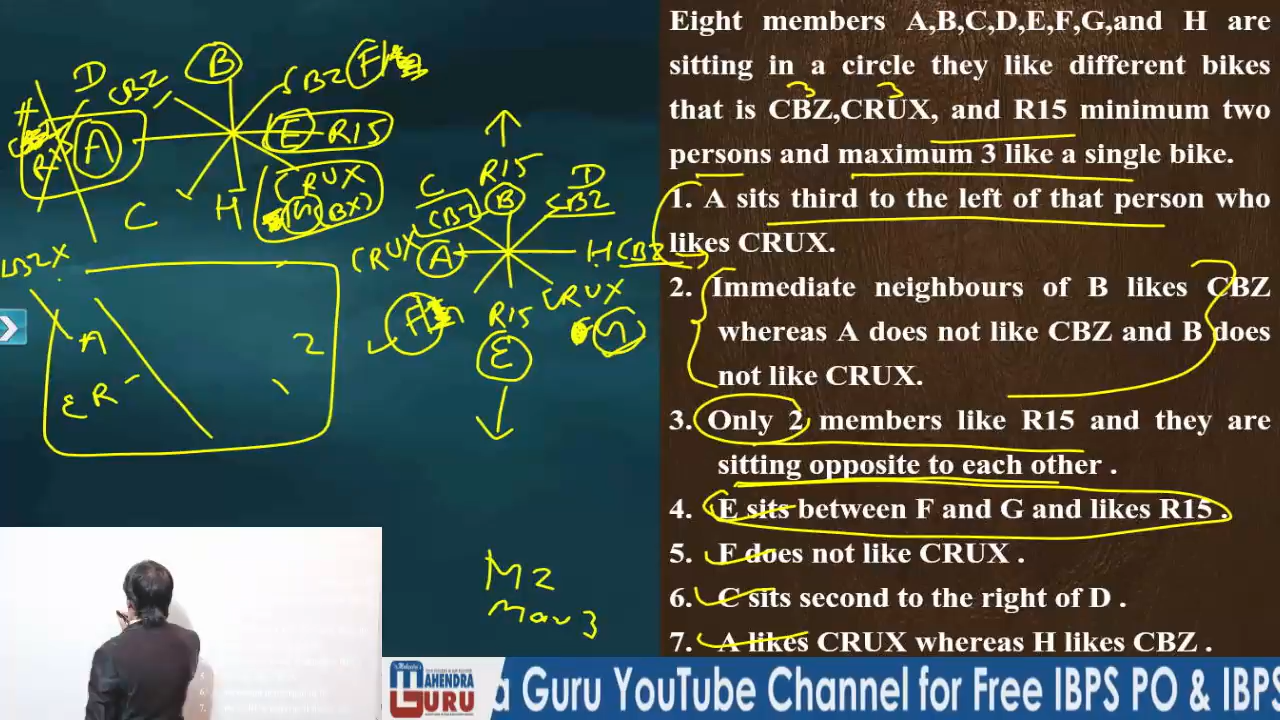 Eight members A,B,C,D,E,F,G,and H are
sitting in a circle they like different bikes
that is CBZ,CRUX, and R15 minimum two
persons and maximum 3 like a single bike.
1. A sits third to the left of that person who
likes CRUX.
2. Immediate neighbours of B likes CBZ
whereas A does not like CBZ and B does
not like CRUX.
3. Only 2 members like R15 and they are
sitting opposite to each other .
4. E sits between F and G and likes R15 .
5. F does not like CRUX .
6. C sits second to the right of D .
7. A likes CRUX whereas H likes CBZ .
3 3
D
CBZ
B
CBZ
E R15
A
CRUX
H
C
R15
B
C
CBZ
D
CBZ
CRUX
A
H CBZ
CRUX
R15
E
A
2
E R
M2
Max 3
MAHENDRA
GURU
a Guru YouTube Channel for Free IBPS PO & IBPS